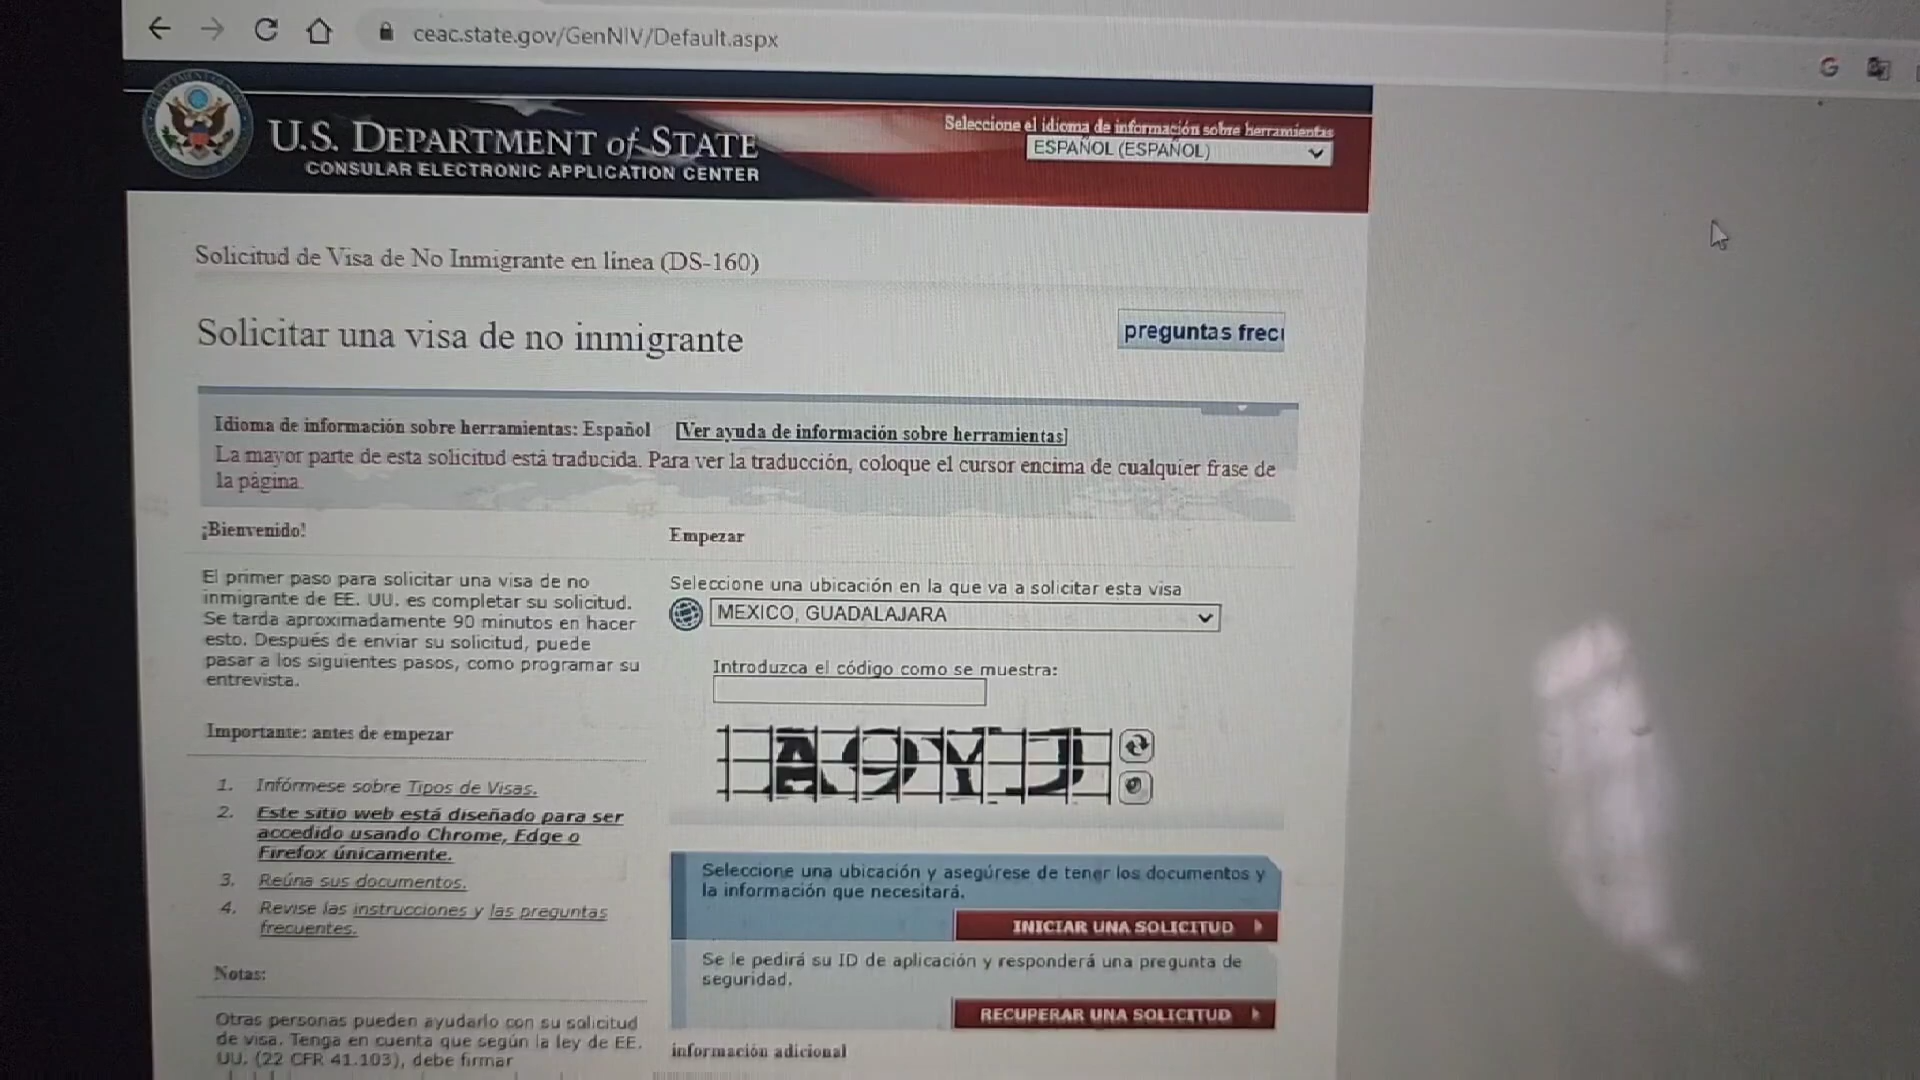 ceac.state.gov/GenNIV/Default.aspx
Seleccione el idioma de información sobre herramientas
U.S. DEPARTMENT of STATE
ESPAÑOL (ESPAÑOL)
CONSULAR ELECTRONIC APPLICATION CENTER
Solicitud de Visa de No Inmigrante en línea (DS-160)
Solicitar una visa de no inmigrante
preguntas frecu
Idioma de información sobre herramientas: Español [Ver ayuda de información sobre herramientas]
La mayor parte de esta solicitud está traducida. Para ver la traducción, coloque el cursor encima de cualquier frase de
la página.
¡Bienvenido!
El primer paso para solicitar una visa de no
inmigrante de EE. UU. es completar su solicitud.
Se tarda aproximadamente 90 minutos en hacer
esto. Después de enviar su solicitud, puede
pasar a los siguientes pasos, como programar su
entrevista.
Importante: antes de empezar
1. Infórmese sobre Tipos de Visas.
2. Este sitio web está diseñado para ser
accedido usando Chrome, Edge o
Firefox únicamente.
3. Reúna sus documentos.
4. Revise las instrucciones y las preguntas
frecuentes.
Notas:
Otras personas pueden ayudarlo con su solicitud
de visa. Tenga en cuenta que según la ley de EE.
UU. (22 CFR 41.103), debe firmar
Empezar
Seleccione una ubicación en la que va a solicitar esta visa
MEXICO, GUADALAJARA
Introduzca el código como se muestra:
A9YJ
Seleccione una ubicación y asegúrese de tener los documentos y
la información que necesitará.
INICIAR UNA SOLICITUD
Se le pedirá su ID de aplicación y responderá una pregunta de
seguridad.
RECUPERAR UNA SOLICITUD
información adicional